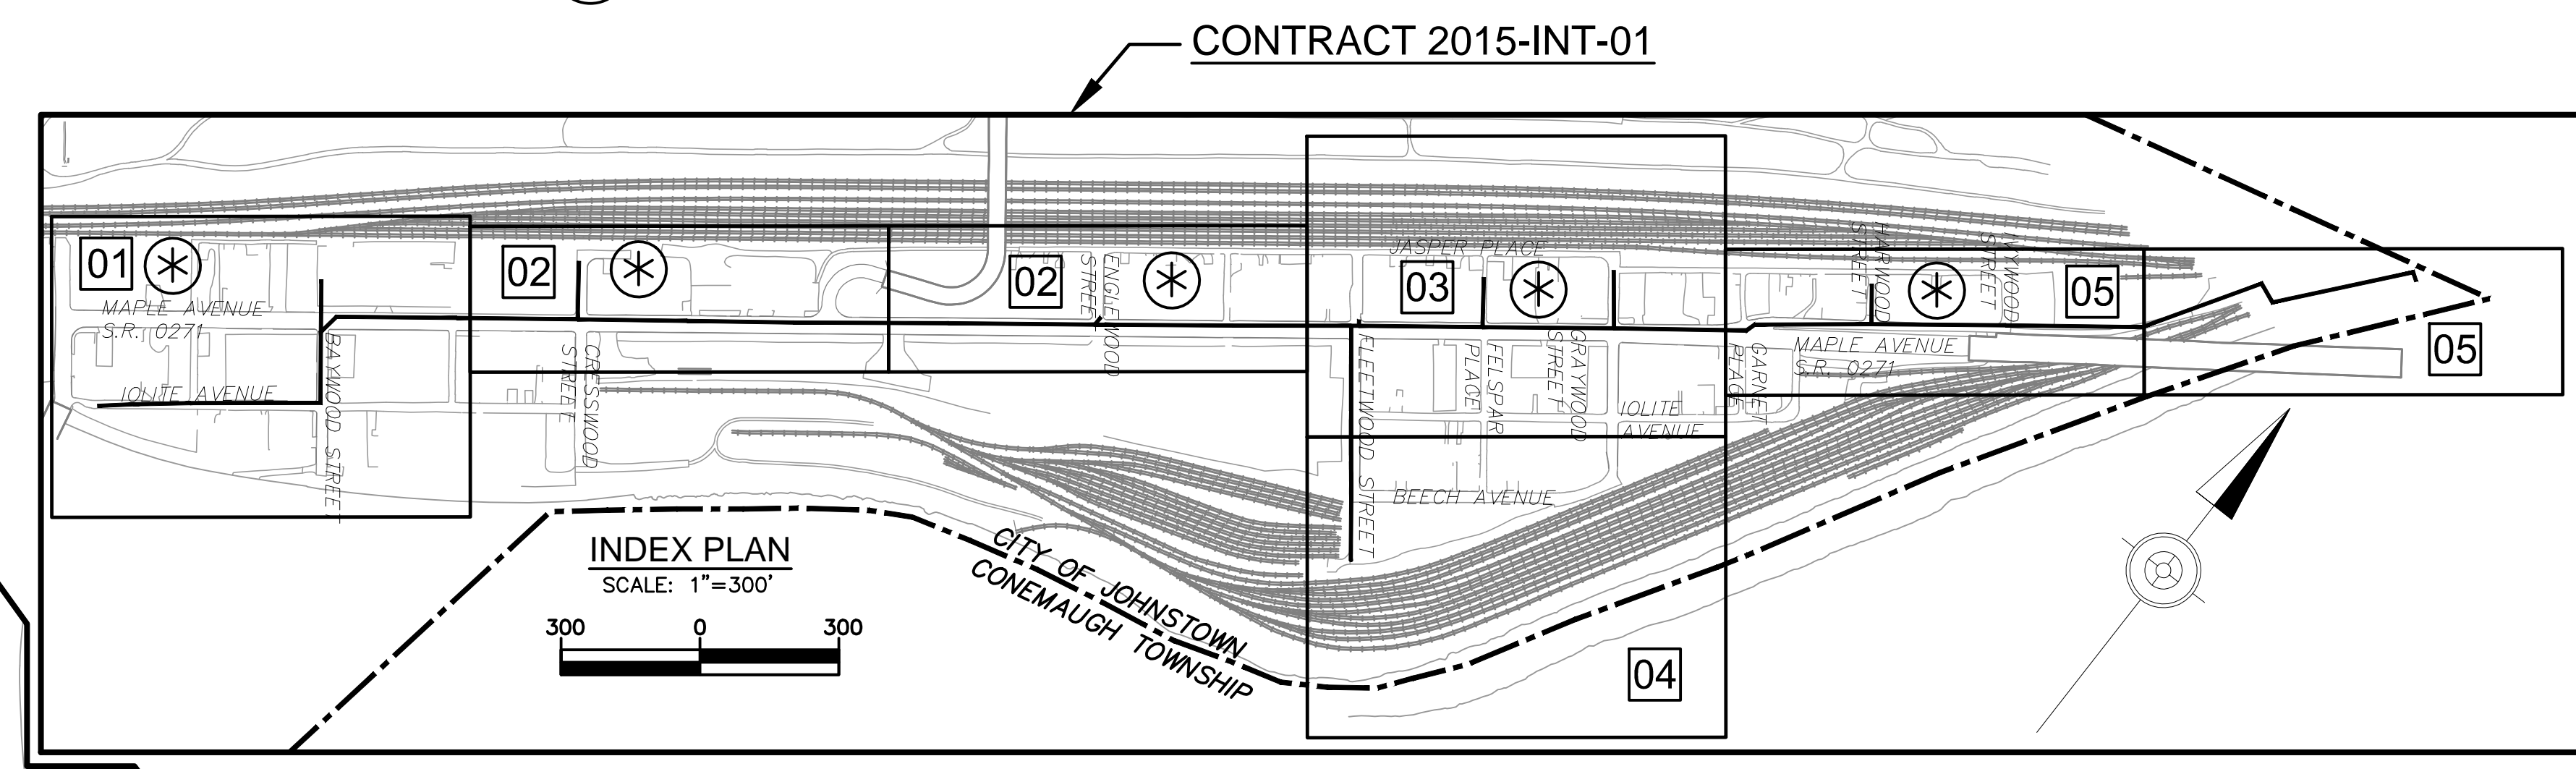 CONTRACT 2015-INT-01
01
MAPLE AVENUE
S.R. 0271
IOLITE AVENUE
BAYWOOD STREET
02
CRESSWOOD
STREET
02
ENGLEWOOD
STREET
JASPER PLACE
03
FLEETWOOD STREET
FELSPAR
PLACE
GRAYWOOD
STREET
IOLITE
AVENUE
BEECH AVENUE
GARNET
PLACE
MAPLE AVENUE
S.R. 0271
HARWOOD
STREET
IVYWOOD
STREET
05
05
04
INDEX PLAN
SCALE: 1"=300'
300 0 300
CITY OF JOHNSTOWN
CONEMAUGH TOWNSHIP